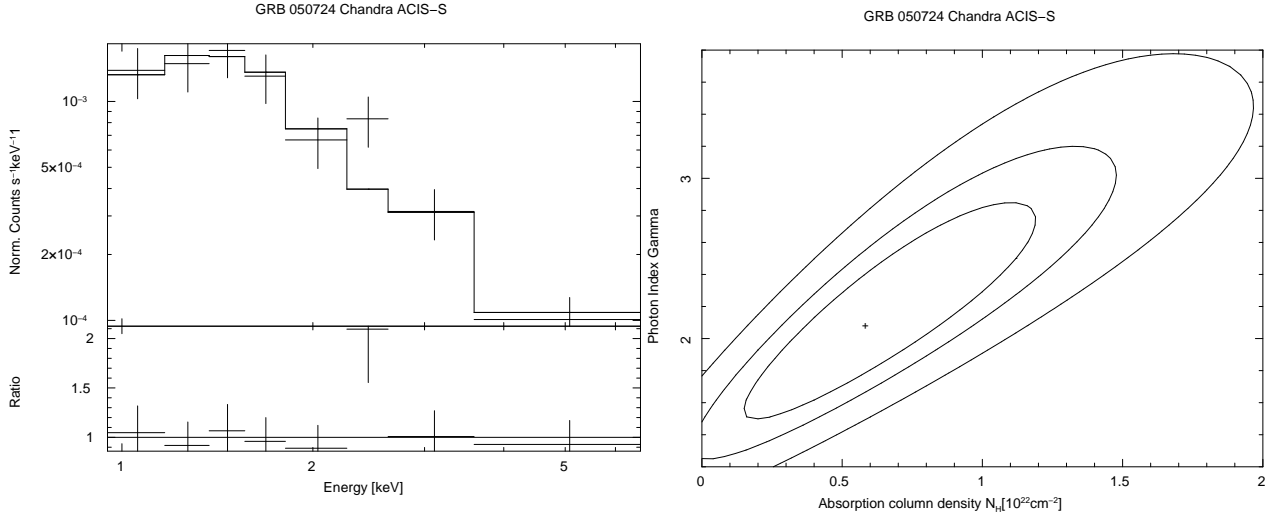 GRB 050724 Chandra ACIS−S
Norm. Counts s⁻¹keV⁻¹1
10⁻³
5×10⁻⁴
2×10⁻⁴
10⁻⁴
Ratio
2
1.5
1
1 2 5
Energy [keV]
GRB 050724 Chandra ACIS−S
Photon Index Gamma
3
2
0 0.5 1 1.5 2
Absorption column density N_H[10²²cm⁻²]